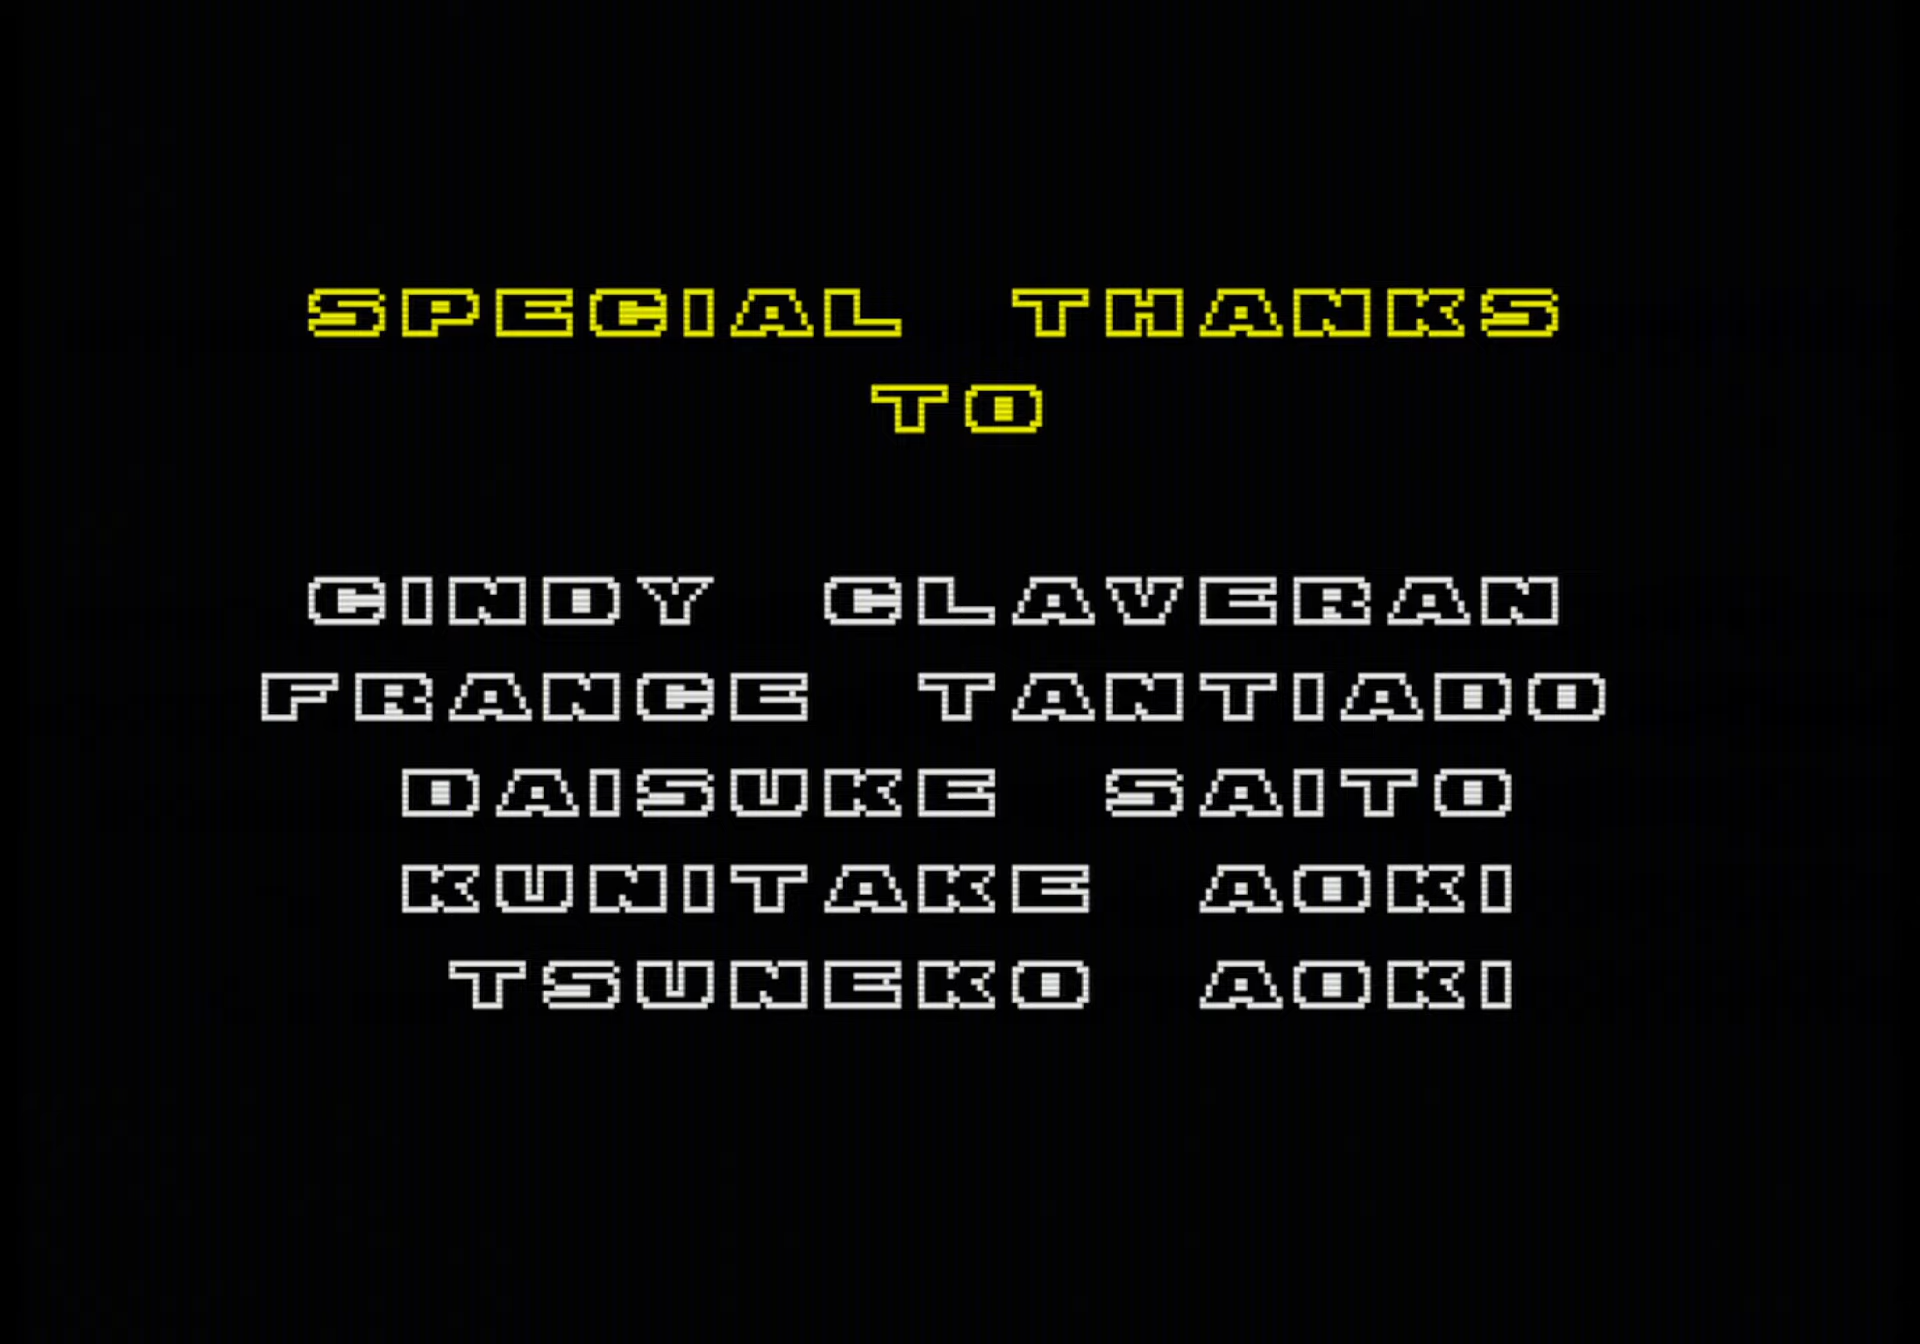 SPECIAL THANKS
TO
CINDY CLAVERAN
FRANCE TANTIADO
DAISUKE SAITO
KUNITAKE AOKI
TSUNEKO AOKI